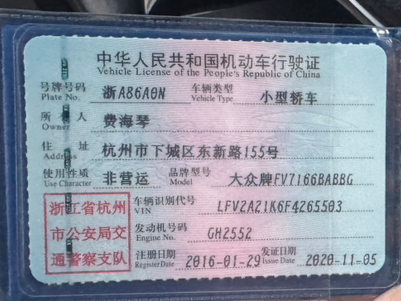 中华人民共和国机动车行驶证
Vehicle License of the People's Republic of China
号牌号码 浙A86A0N 车辆类型 小型轿车
Plate No. Vehicle Type
所有人 费海琴
Owner
住址 杭州市下城区东新路155号
Address
使用性质 非营运 品牌型号 大众牌FV7166BABBG
Use Character Model
浙江省杭州市公安局交通警察支队
车辆识别代号 LFV2A21K6F4265503
VIN
发动机号码 GH2552
Engine No.
注册日期 2016-01-29 发证日期 2020-11-05
Register Date Issue Date